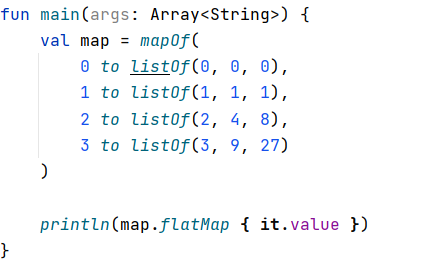 fun main(args: Array<String>) {
    val map = mapOf(
        0 to listOf(0, 0, 0),
        1 to listOf(1, 1, 1),
        2 to listOf(2, 4, 8),
        3 to listOf(3, 9, 27)
    )

    println(map.flatMap { it.value })
}